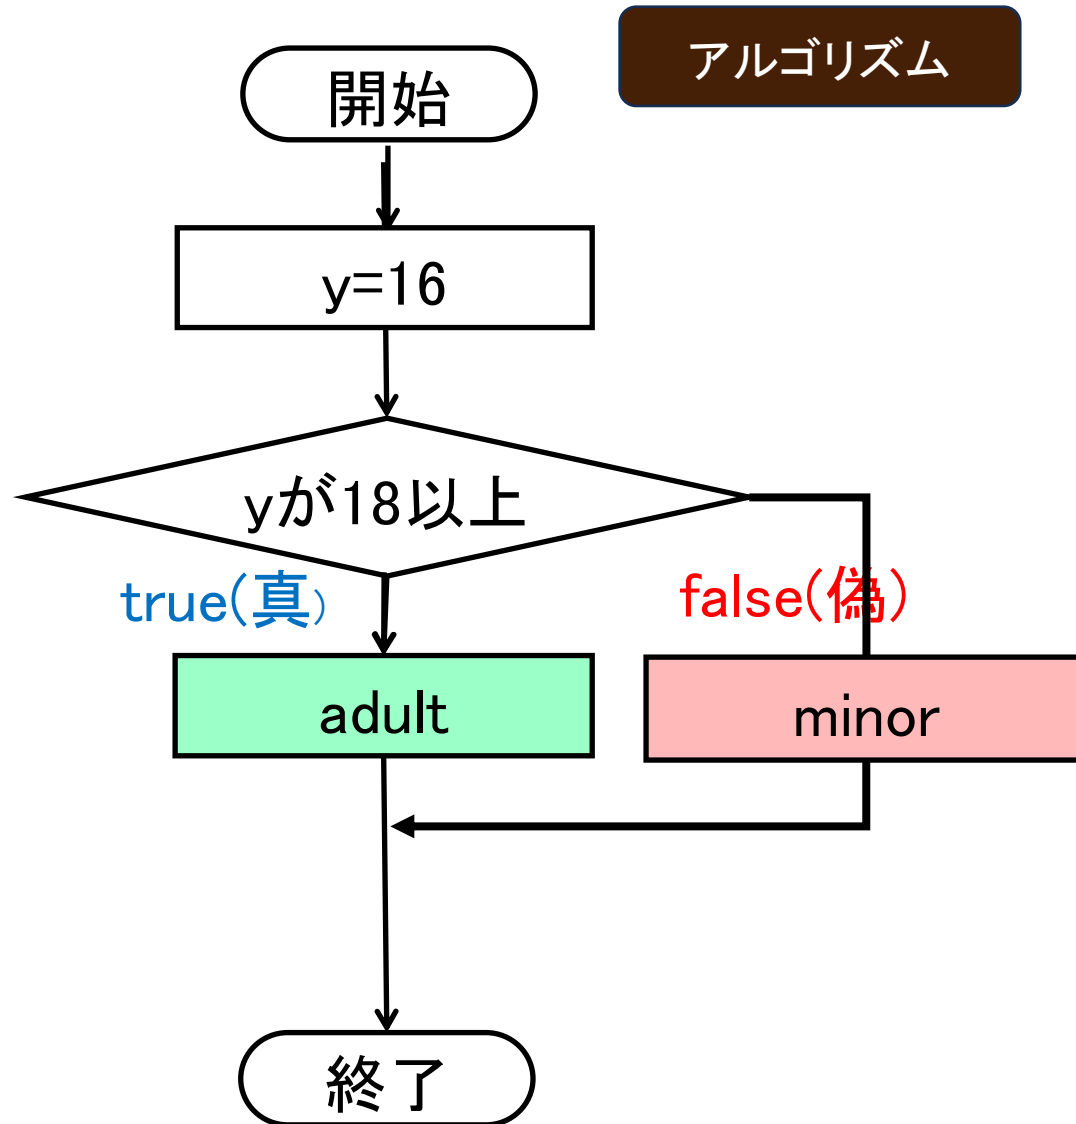 アルゴリズム
開始
y=16
yが18以上
true(真)
false(偽)
adult
minor
終了